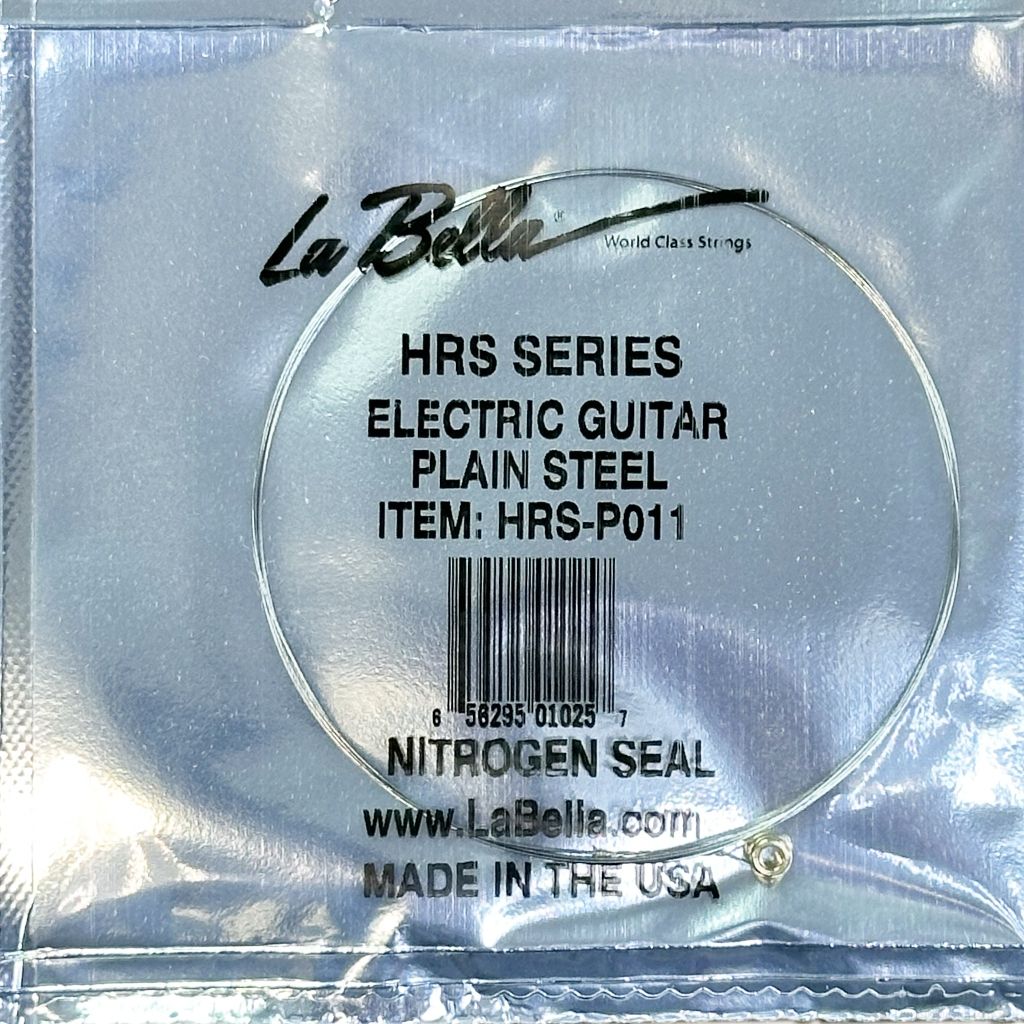 La Bella®
World Class Strings
HRS SERIES
ELECTRIC GUITAR
PLAIN STEEL
ITEM: HRS-P011
6 56295 01025 7
NITROGEN SEAL
www.LaBella.com
MADE IN THE USA